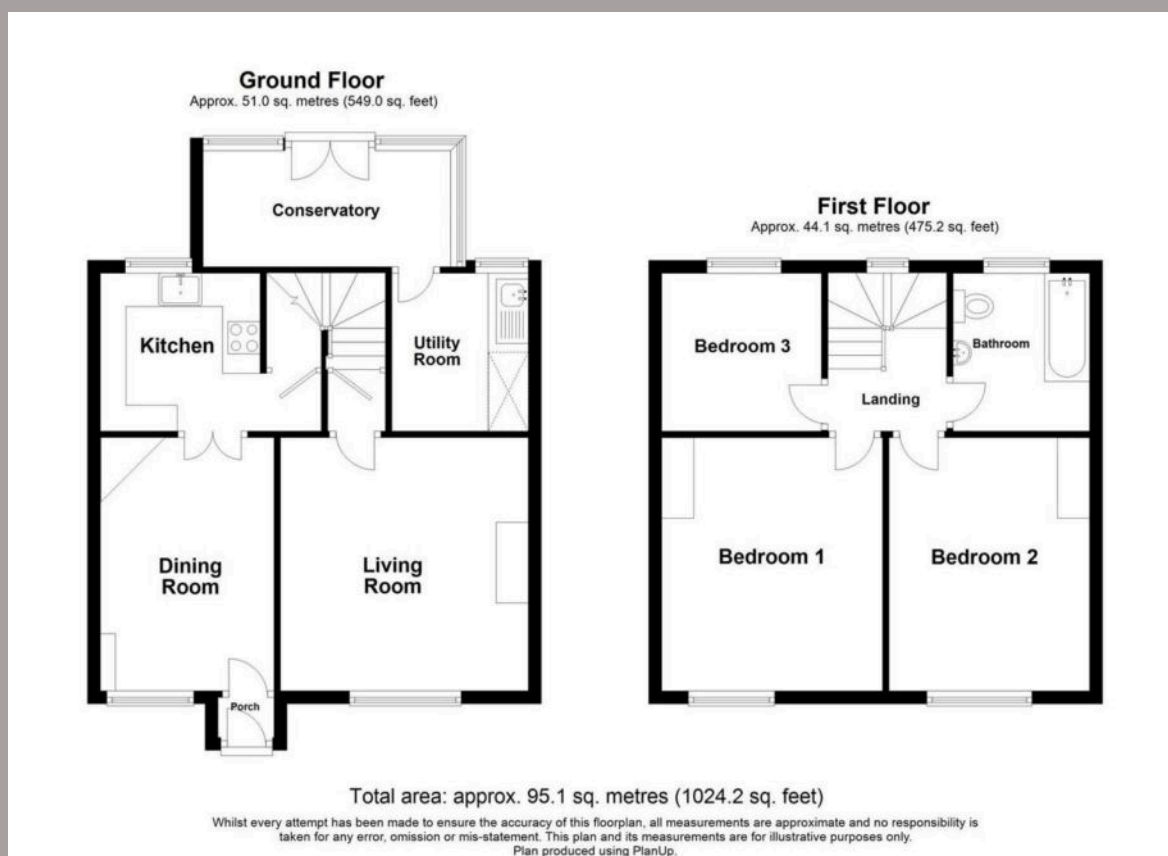 Ground Floor
Approx. 51.0 sq. metres (549.0 sq. feet)
Conservatory
Kitchen
Utility
Room
Dining
Room
Living
Room
Porch
First Floor
Approx. 44.1 sq. metres (475.2 sq. feet)
Bedroom 3
Bathroom
Landing
Bedroom 1
Bedroom 2
Total area: approx. 95.1 sq. metres (1024.2 sq. feet)
Whilst every attempt has been made to ensure the accuracy of this floorplan, all measurements are approximate and no responsibility is
taken for any error, omission or mis-statement. This plan and its measurements are for illustrative purposes only.
Plan produced using PlanUp.